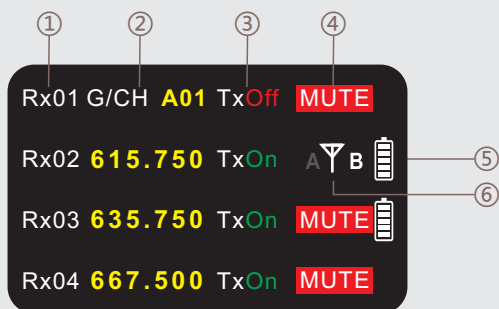 ① ② ③ ④
Rx01 G/CH A01 TxOff MUTE
Rx02 615.750 TxOn A B ⑤
⑥
Rx03 635.750 TxOn MUTE
Rx04 667.500 TxOn MUTE